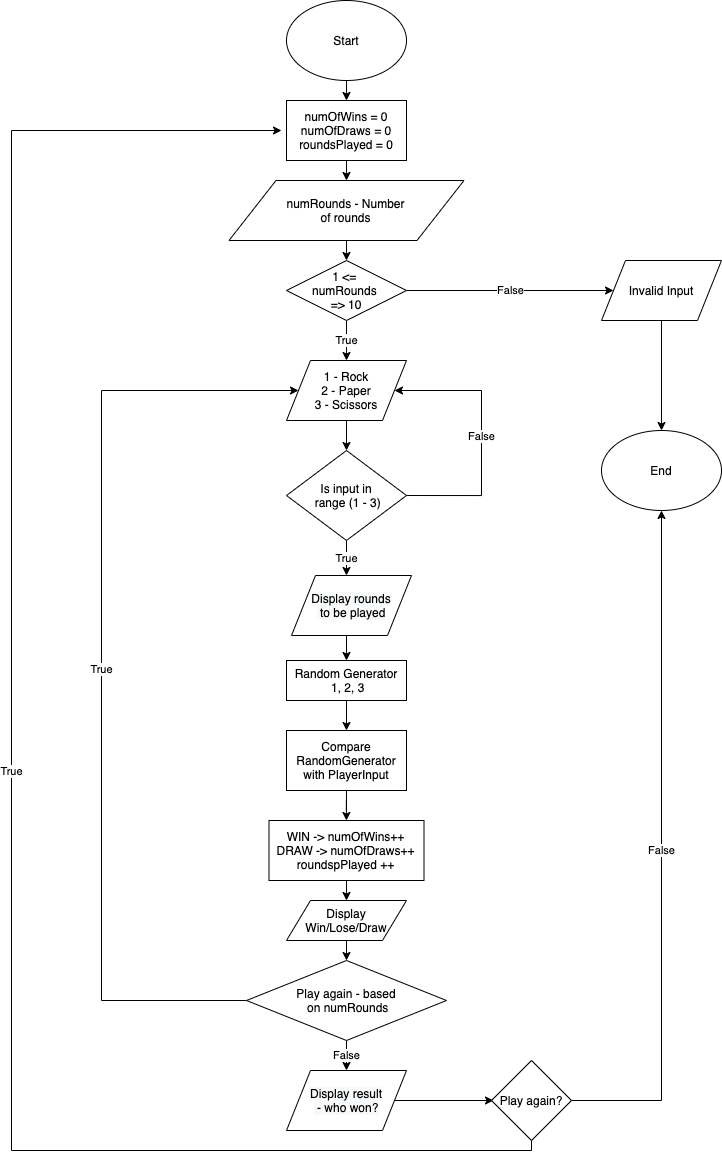 Start
numOfWins = 0
numOfDraws = 0
roundsPlayed = 0
numRounds - Number
of rounds
1 <=
numRounds
=> 10
False
Invalid Input
True
1 - Rock
2 - Paper
3 - Scissors
False
Is input in
range (1 - 3)
End
True
Display rounds
to be played
True
Random Generator
1, 2, 3
Compare
RandomGenerator
with PlayerInput
True
WIN -> numOfWins++
DRAW -> numOfDraws++
roundspPlayed ++
False
Display
Win/Lose/Draw
Play again - based
on numRounds
False
Display result
- who won?
Play again?